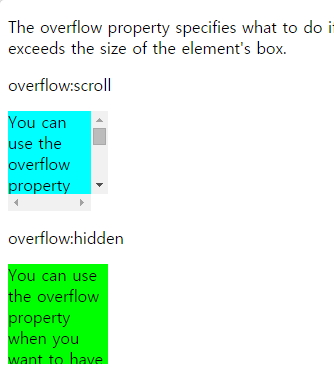 The overflow property specifies what to do
exceeds the size of the element's box.
overflow:scroll
You can
use the
overflow
property
overflow:hidden
You can use
the overflow
property
when you
want to have